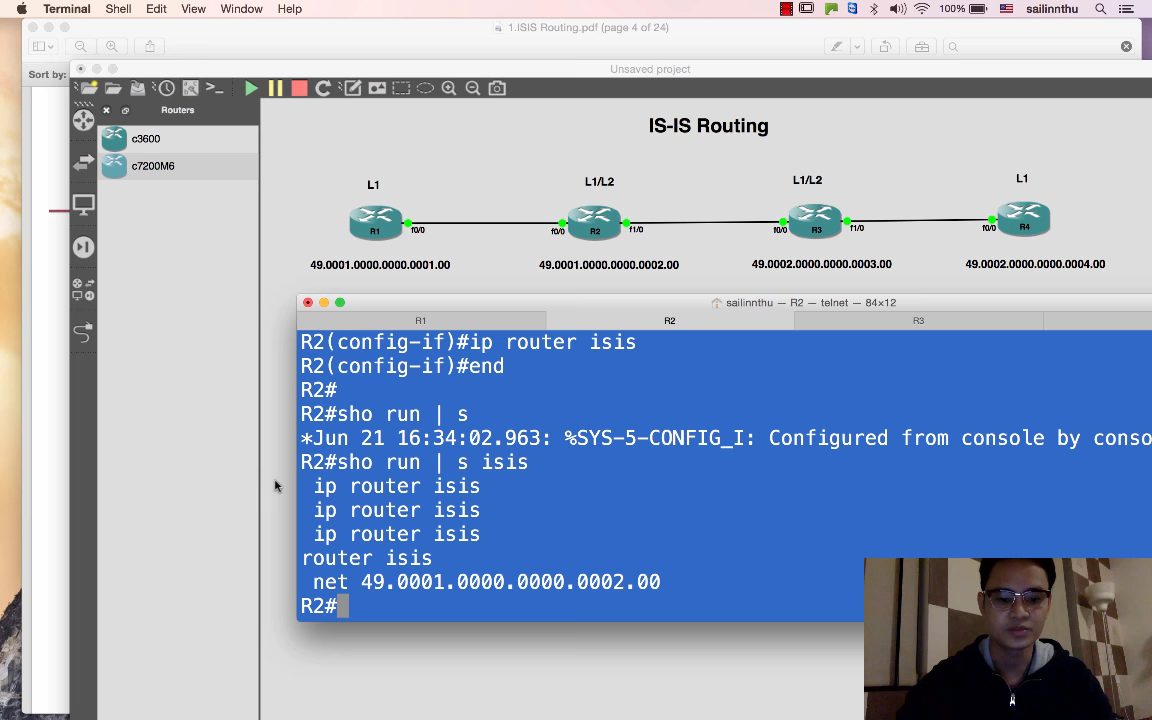 Terminal Shell Edit View Window Help 100% sailinnthu
1.ISIS Routing.pdf (page 4 of 24)
Sort by:
Unsaved project
Routers
c3600
c7200M6
IS-IS Routing
L1 L1/L2 L1/L2 L1
R1 f0/0 f0/0 R2 f1/0 f0/0 R3 f1/0 f0/0 R4
49.0001.0000.0000.0001.00 49.0001.0000.0000.0002.00 49.0002.0000.0000.0003.00 49.0002.0000.0000.0004.00
sailinnthu — R2 — telnet — 84×12
R1 R2 R3
R2(config-if)#ip router isis
R2(config-if)#end
R2#
R2#sho run | s
*Jun 21 16:34:02.963: %SYS-5-CONFIG_I: Configured from console by conso
R2#sho run | s isis
ip router isis
ip router isis
ip router isis
router isis
net 49.0001.0000.0000.0002.00
R2#